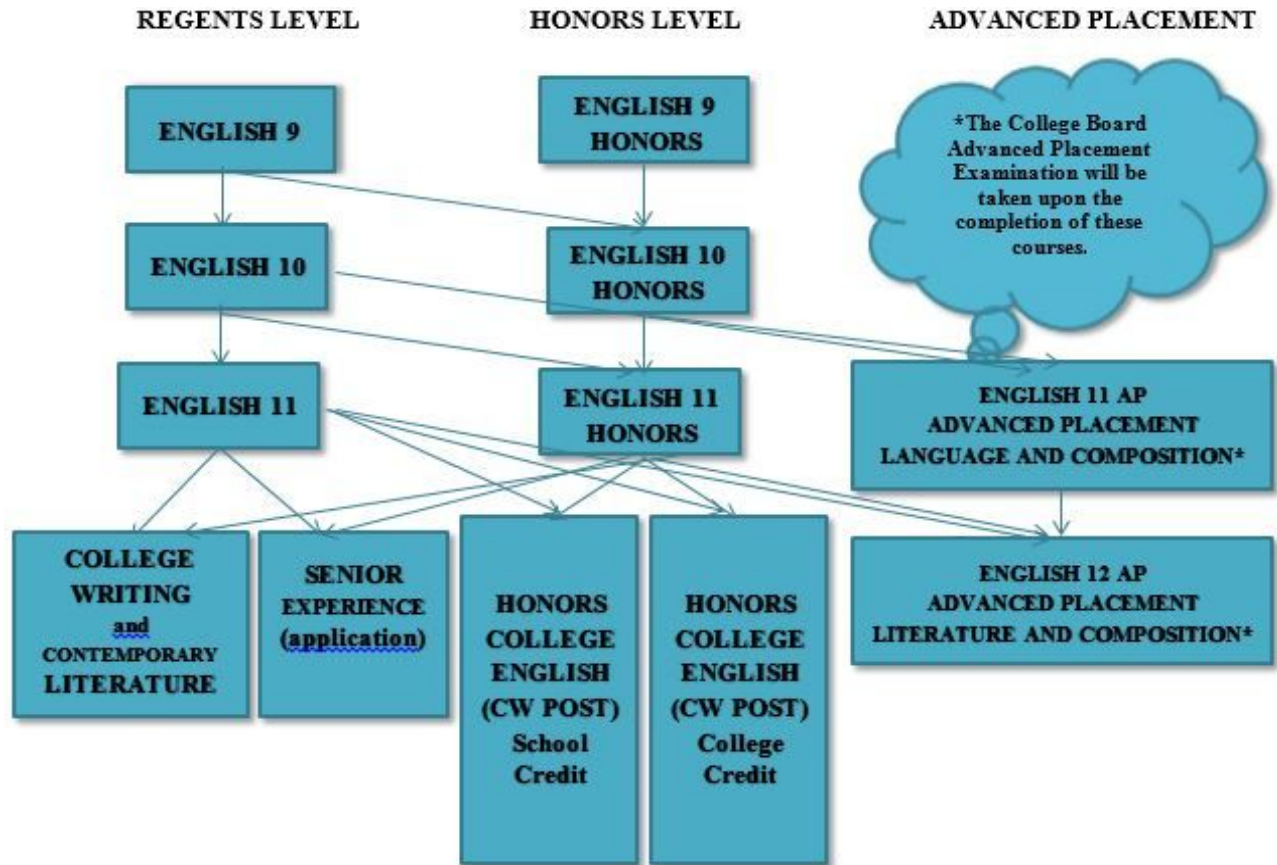 REGENTS LEVEL
HONORS LEVEL
ADVANCED PLACEMENT
ENGLISH 9
ENGLISH 9
HONORS
*The College Board
Advanced Placement
Examination will be
taken upon the
completion of these
courses.
ENGLISH 10
ENGLISH 10
HONORS
ENGLISH 11
ENGLISH 11
HONORS
ENGLISH 11 AP
ADVANCED PLACEMENT
LANGUAGE AND COMPOSITION*
COLLEGE
WRITING
and
CONTEMPORARY
LITERATURE
SENIOR
EXPERIENCE
(application)
HONORS
COLLEGE
ENGLISH
(CW POST)
School
Credit
HONORS
COLLEGE
ENGLISH
(CW POST)
College
Credit
ENGLISH 12 AP
ADVANCED PLACEMENT
LITERATURE AND COMPOSITION*